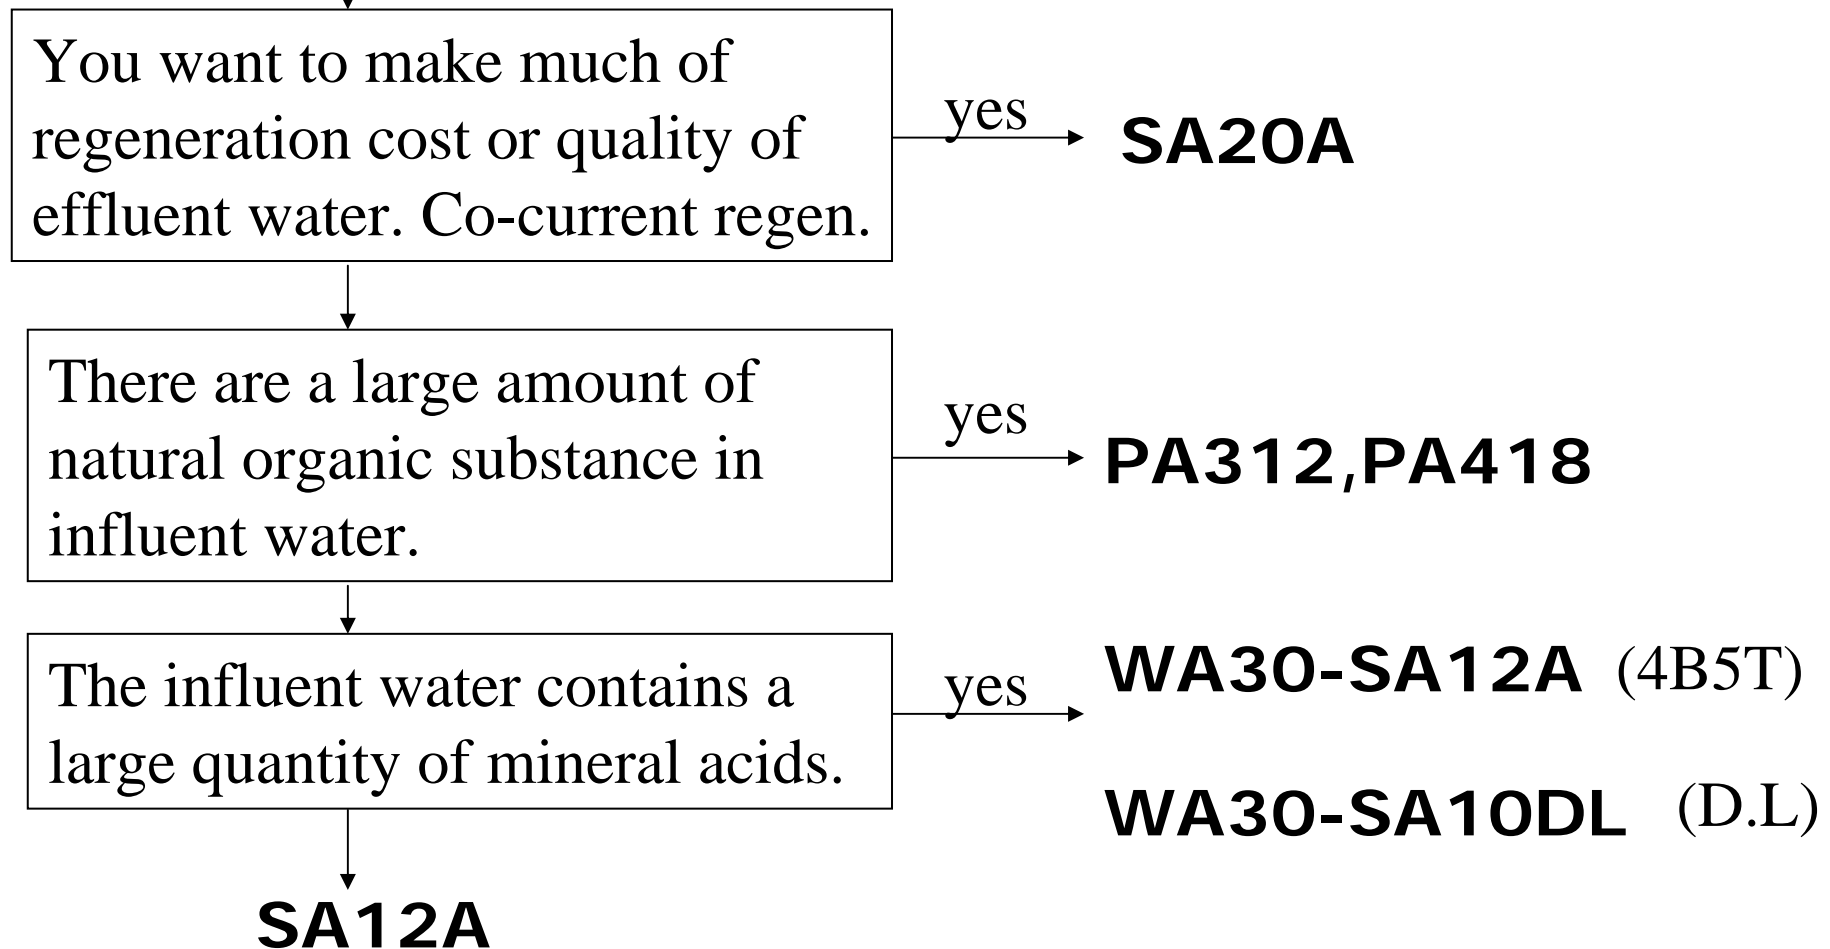 You want to make much of
regeneration cost or quality of
effluent water. Co-current regen.
yes
SA20A
There are a large amount of
natural organic substance in
influent water.
yes
PA312,PA418
The influent water contains a
large quantity of mineral acids.
yes
WA30-SA12A (4B5T)
WA30-SA10DL (D.L)
SA12A